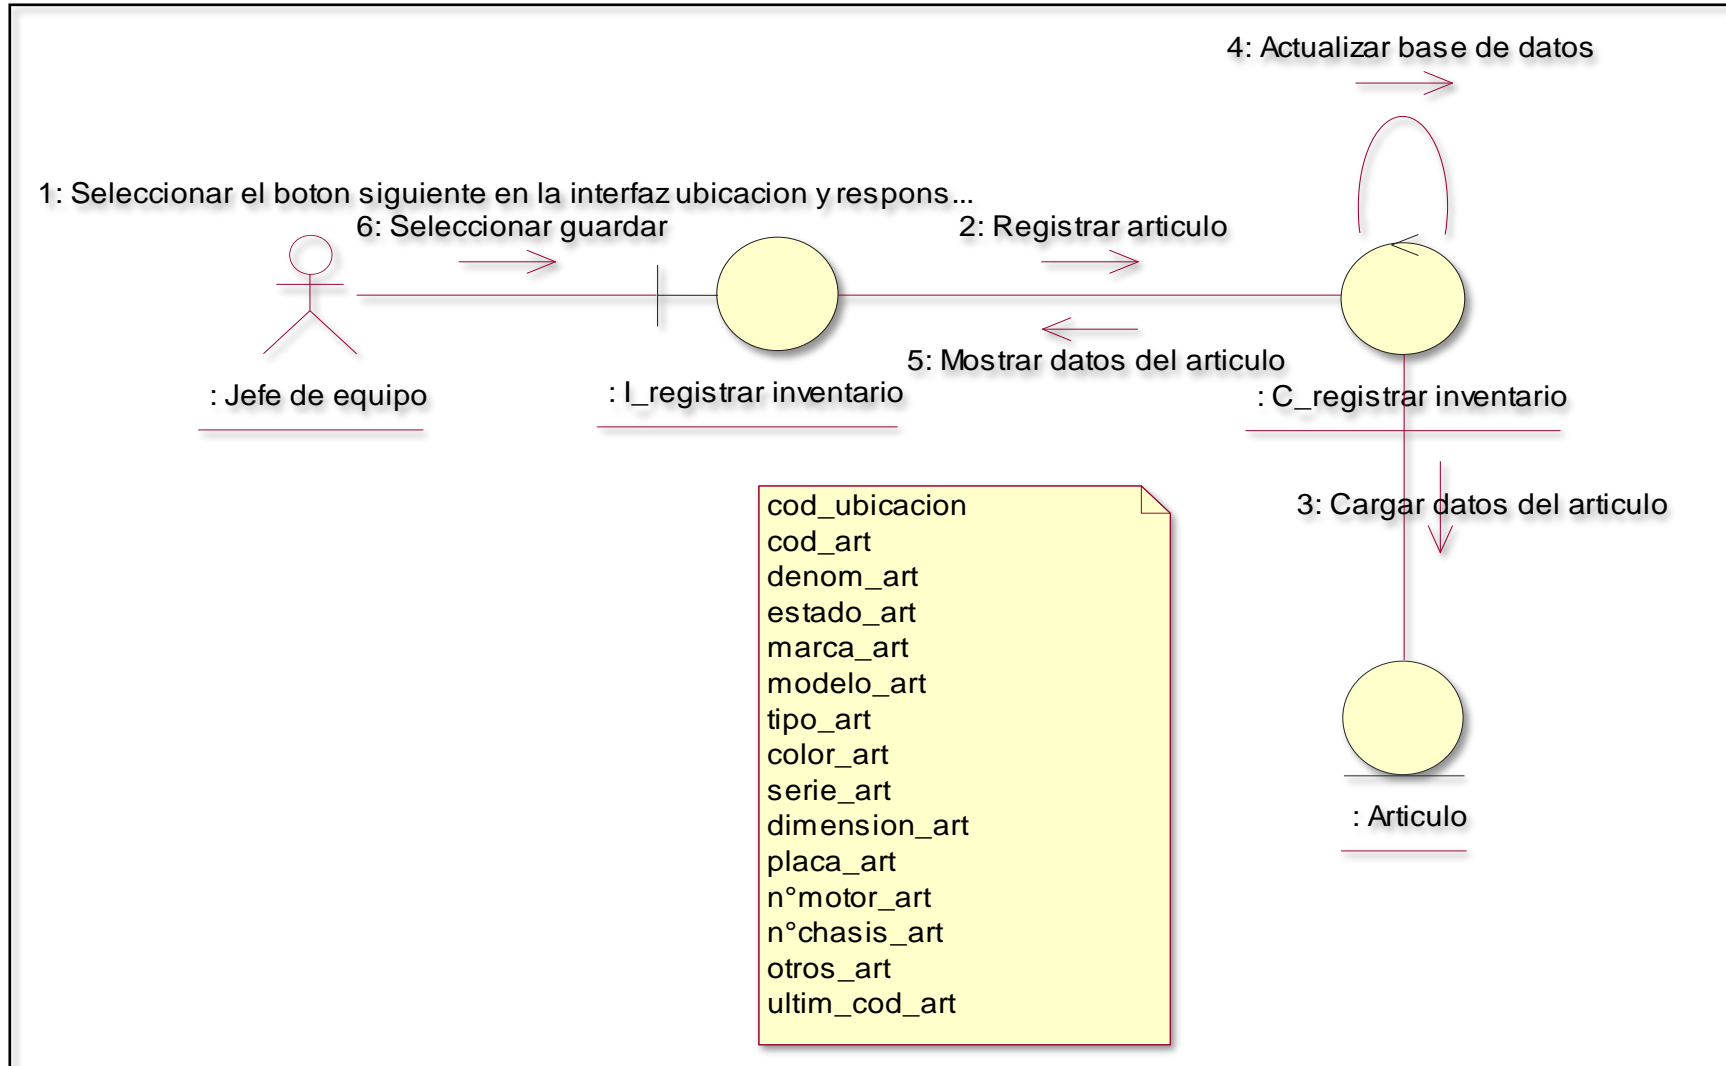 4: Actualizar base de datos
1: Seleccionar el boton siguiente en la interfaz ubicacion y respons...
6: Seleccionar guardar
2: Registrar articulo
5: Mostrar datos del articulo
: Jefe de equipo
: I_registrar inventario
: C_registrar inventario
3: Cargar datos del articulo
cod_ubicacion
cod_art
denom_art
estado_art
marca_art
modelo_art
tipo_art
color_art
serie_art
dimension_art
placa_art
n°motor_art
n°chasis_art
otros_art
ultim_cod_art
: Articulo